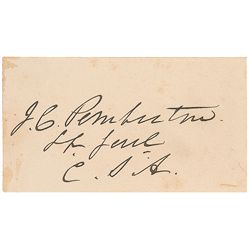 J. C. Pemberton.
Lt. Genl
C. S. A.